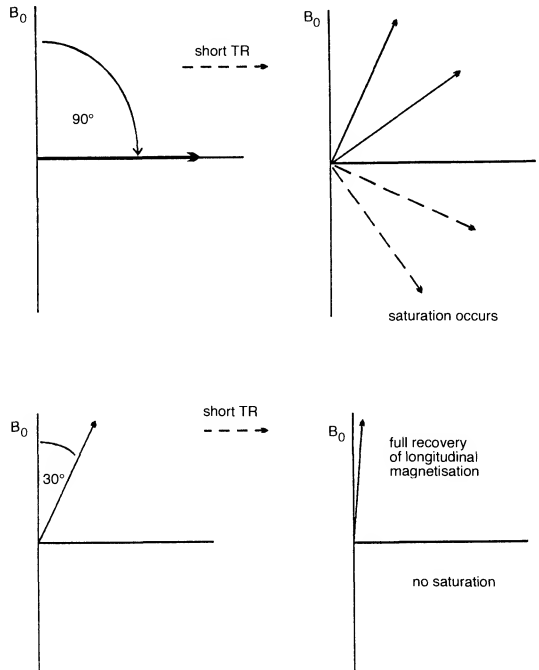 B0
short TR
90°
B0
saturation occurs
B0
short TR
30°
B0
full recovery
of longitudinal
magnetisation
no saturation